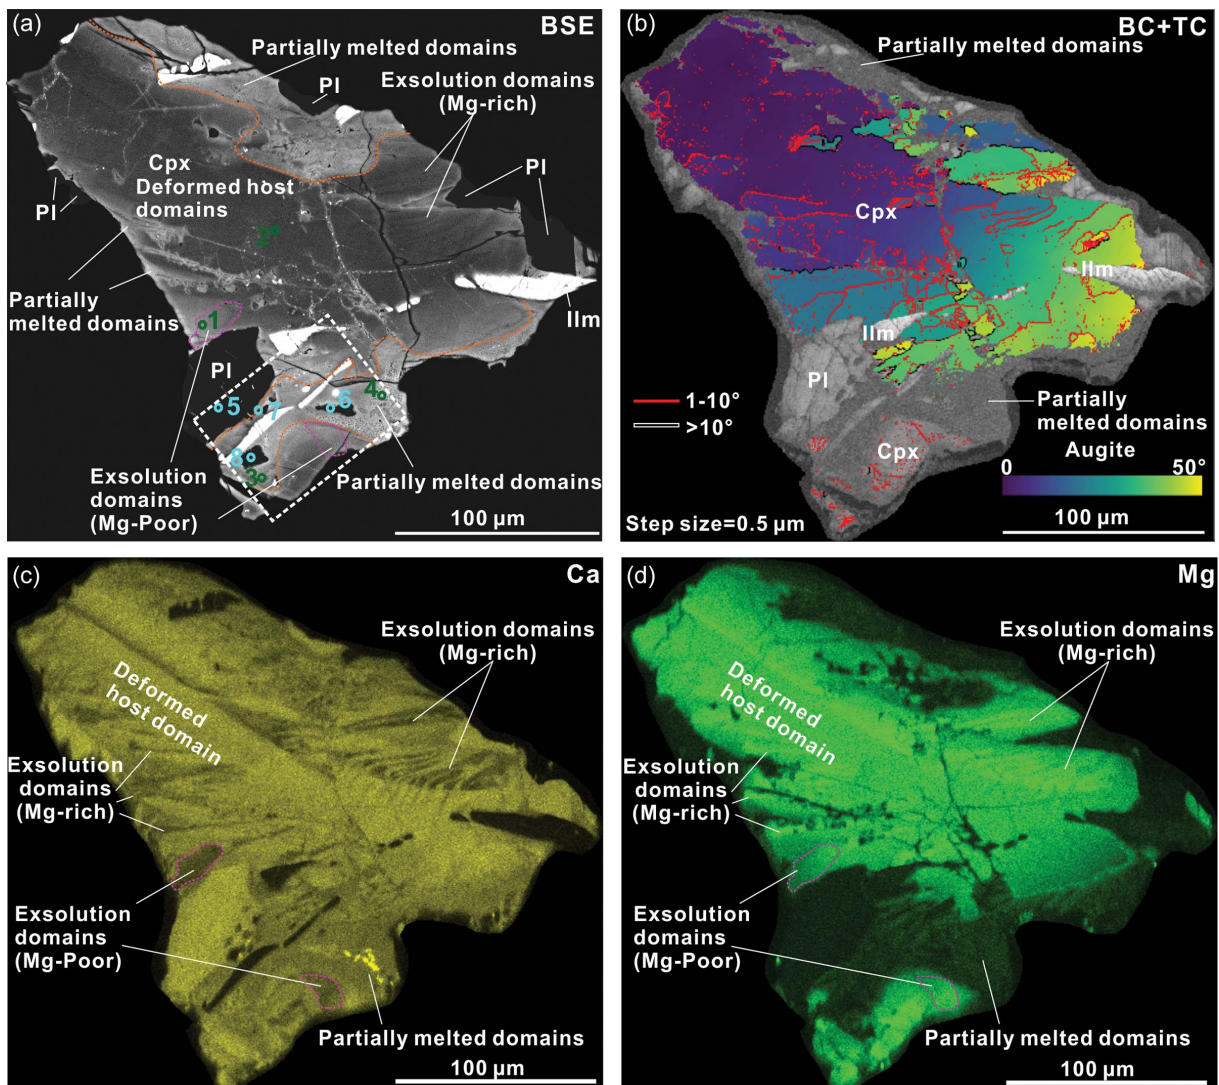 (a)
BSE
Partially melted domains
Pl
Exsolution domains
(Mg-rich)
Cpx
Deformed host
domains
Pl
Pl
2
Partially
melted domains
1
Ilm
Pl
4
5
7
6
8
3
Exsolution
domains
(Mg-Poor)
Partially melted domains
100 µm
(b)
BC+TC
Partially melted domains
Cpx
Ilm
Ilm
Pl
1-10°
>10°
Partially
melted domains
Cpx
Augite
0
50°
Step size=0.5 µm
100 µm
(c)
Ca
Exsolution domains
(Mg-rich)
Deformed
host domain
Exsolution
domains
(Mg-rich)
Exsolution
domains
(Mg-Poor)
Partially melted domains
100 µm
(d)
Mg
Exsolution domains
(Mg-rich)
Deformed
host domain
Exsolution
domains
(Mg-rich)
Exsolution
domains
(Mg-Poor)
Partially melted domains
100 µm